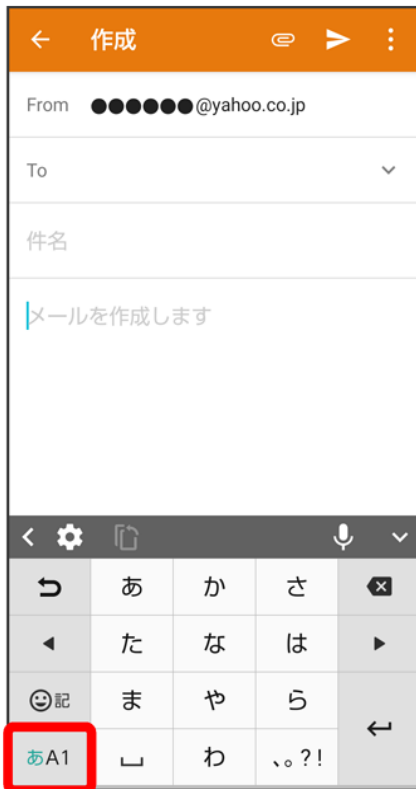 作成
From ●●●●●●@yahoo.co.jp
To
件名
メールを作成します
あ か さ
た な は
記 ま や ら
あA1 わ 、。?!